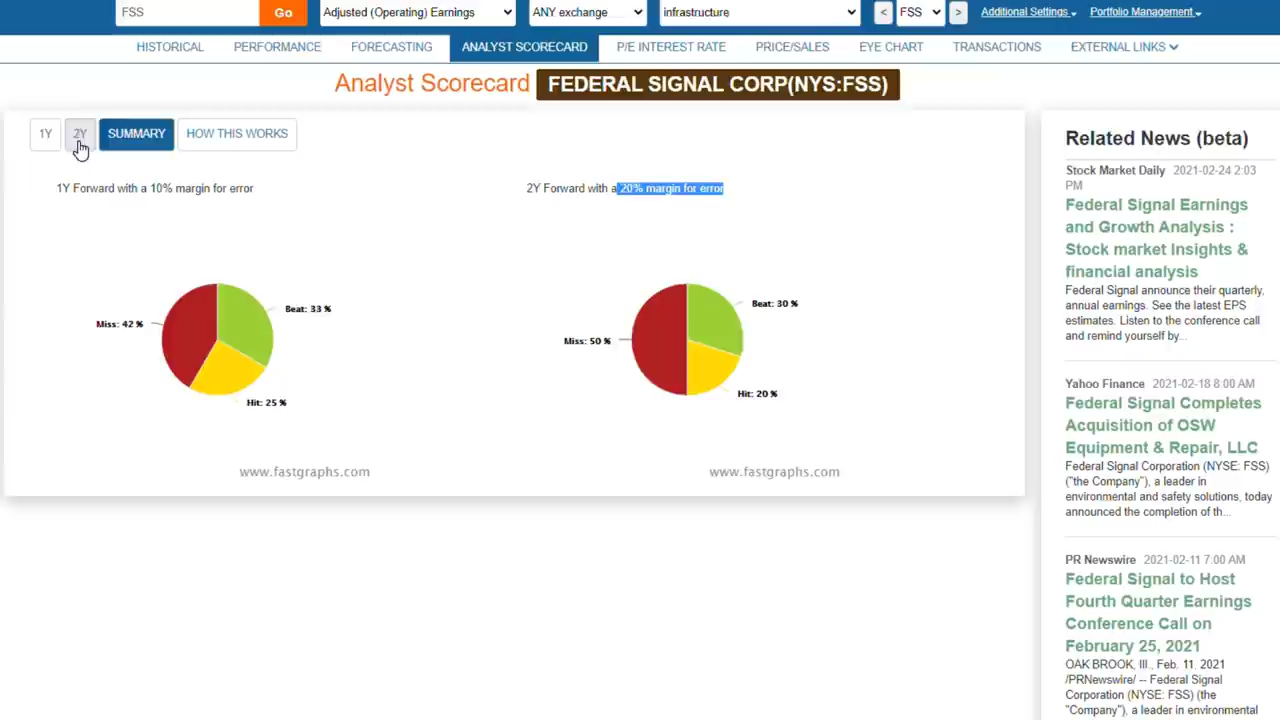 FSS Go Adjusted (Operating) Earnings ANY exchange infrastructure < FSS > Additional Settings Portfolio Management
HISTORICAL PERFORMANCE FORECASTING ANALYST SCORECARD P/E INTEREST RATE PRICE/SALES EYE CHART TRANSACTIONS EXTERNAL LINKS
Analyst Scorecard FEDERAL SIGNAL CORP(NYS:FSS)
1Y 2Y SUMMARY HOW THIS WORKS
1Y Forward with a 10% margin for error
Beat: 33 %
Miss: 42 %
Hit: 25 %
www.fastgraphs.com
2Y Forward with a 20% margin for error
Beat: 30 %
Miss: 50 %
Hit: 20 %
www.fastgraphs.com
Related News (beta)
Stock Market Daily 2021-02-24 2:03
PM
Federal Signal Earnings
and Growth Analysis :
Stock market Insights &
financial analysis
Federal Signal announce their quarterly,
annual earnings. See the latest EPS
estimates. Listen to the conference call
and remind yourself by...
Yahoo Finance 2021-02-18 8:00 AM
Federal Signal Completes
Acquisition of OSW
Equipment & Repair, LLC
Federal Signal Corporation (NYSE: FSS)
("the Company"), a leader in
environmental and safety solutions, today
announced the completion of th...
PR Newswire 2021-02-11 7:00 AM
Federal Signal to Host
Fourth Quarter Earnings
Conference Call on
February 25, 2021
OAK BROOK, Ill., Feb. 11, 2021
/PRNewswire/ -- Federal Signal
Corporation (NYSE: FSS) (the
"Company"), a leader in environmental